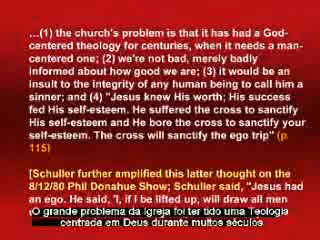 …(1) the church's problem is that it has had a God-
centered theology for centuries, when it needs a man-
centered one; (2) we're not bad, merely badly
informed about how good we are; (3) it would be an
insult to the integrity of any human being to call him a
sinner; and (4) "Jesus knew His worth; His success
fed His self-esteem. He suffered the cross to sanctify
His self-esteem and He bore the cross to sanctify your
self-esteem. The cross will sanctify the ego trip" (p.
115)
[Schuller further amplified this latter thought on the
8/12/80 Phil Donahue Show; Schuller said, "Jesus had
an ego. He said, 'I, if I be lifted up, will draw all men
¡O grande problema da Igreja foi ter tido uma Teologia
centrada em Deus durante muitos séculos